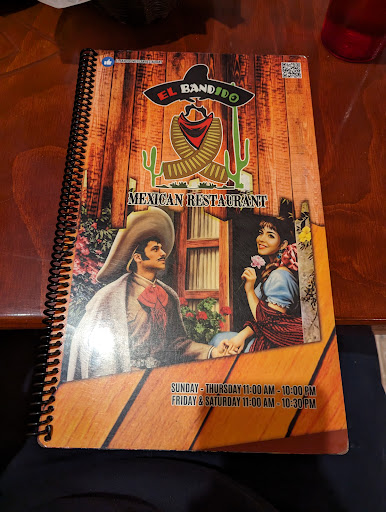 EL BANDIDO
MEXICAN RESTAURANT
SUNDAY - THURSDAY 11:00 AM - 10:00 PM
FRIDAY & SATURDAY 11:00 AM - 10:30 PM